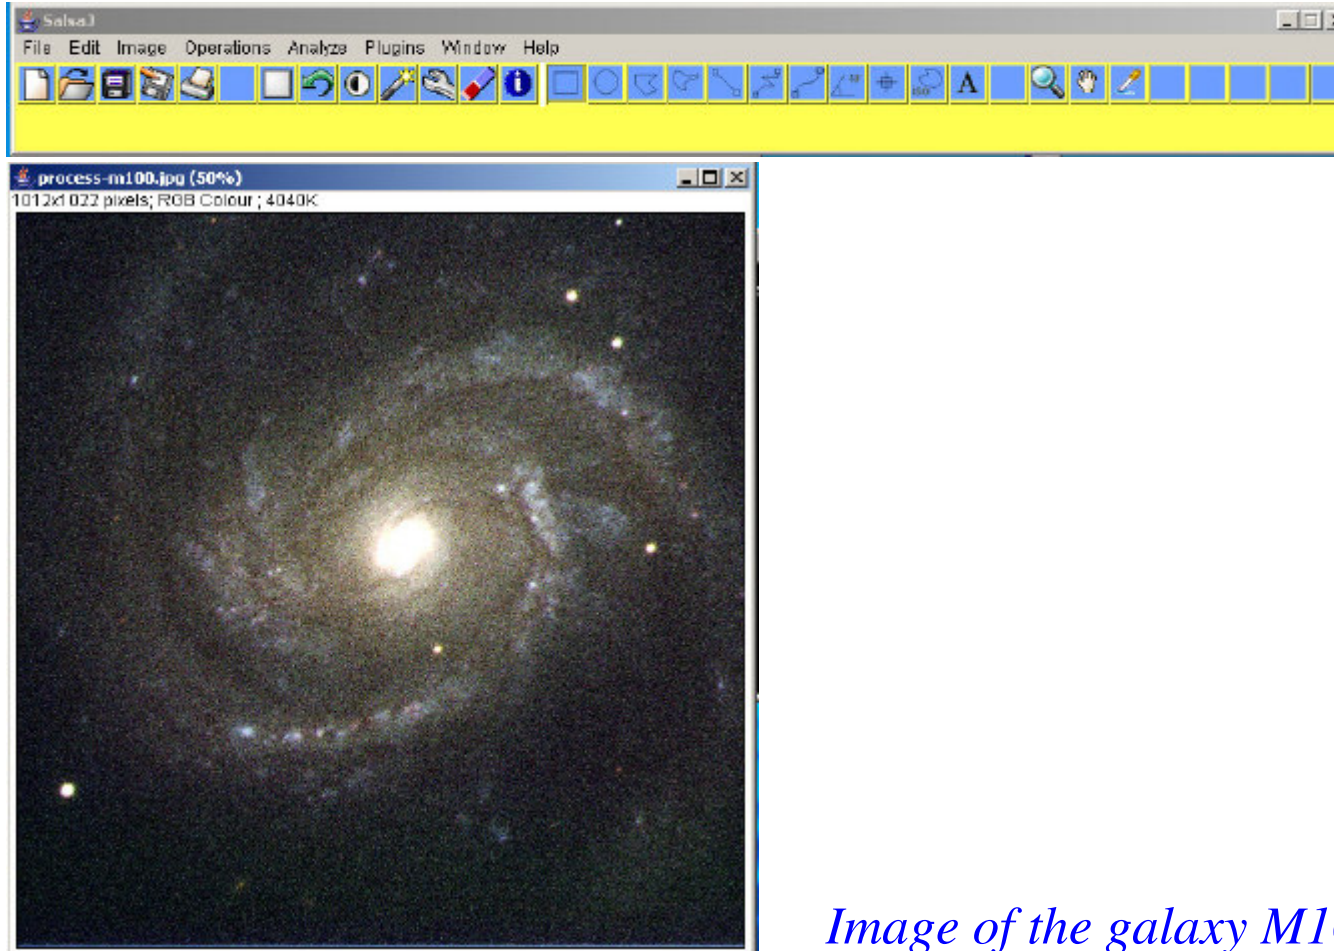 SalsaJ
File Edit Image Operations Analyze Plugins Window Help
A
process-m100.jpg (50%)
1012x1022 pixels; RGB Colour ; 4040K
Image of the galaxy